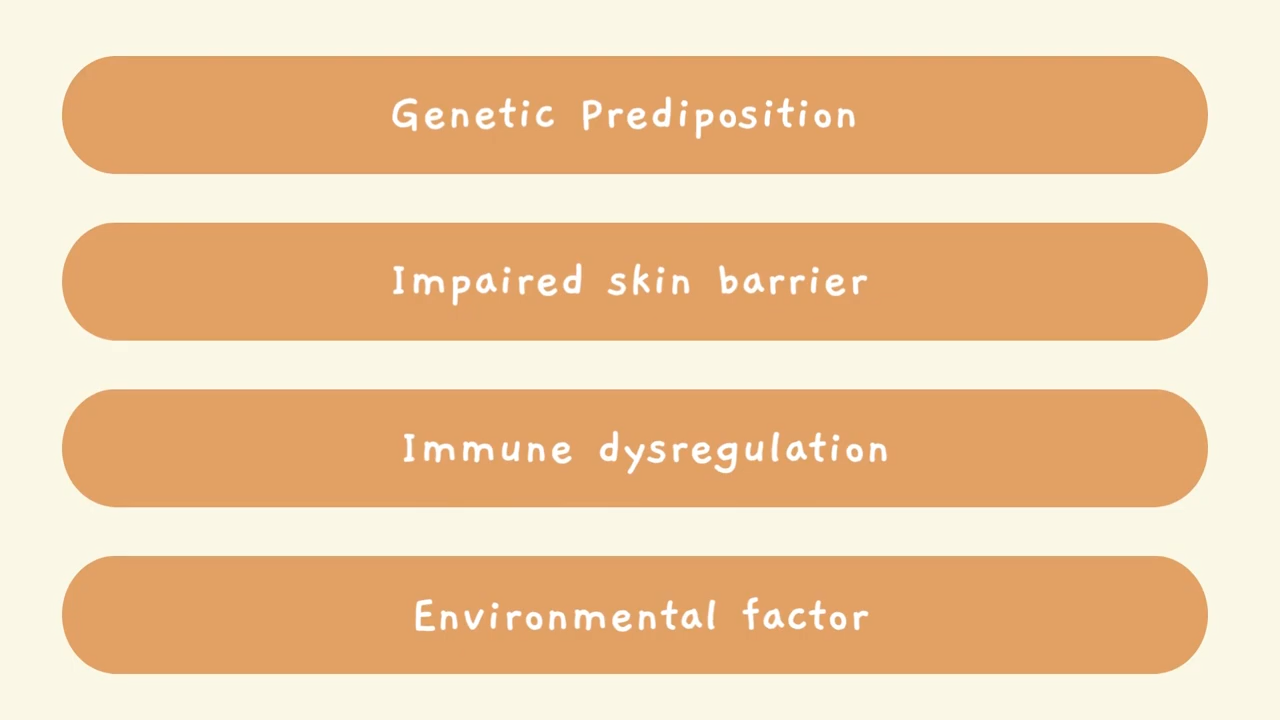 Genetic Prediposition
Impaired skin barrier
Immune dysregulation
Environmental factor